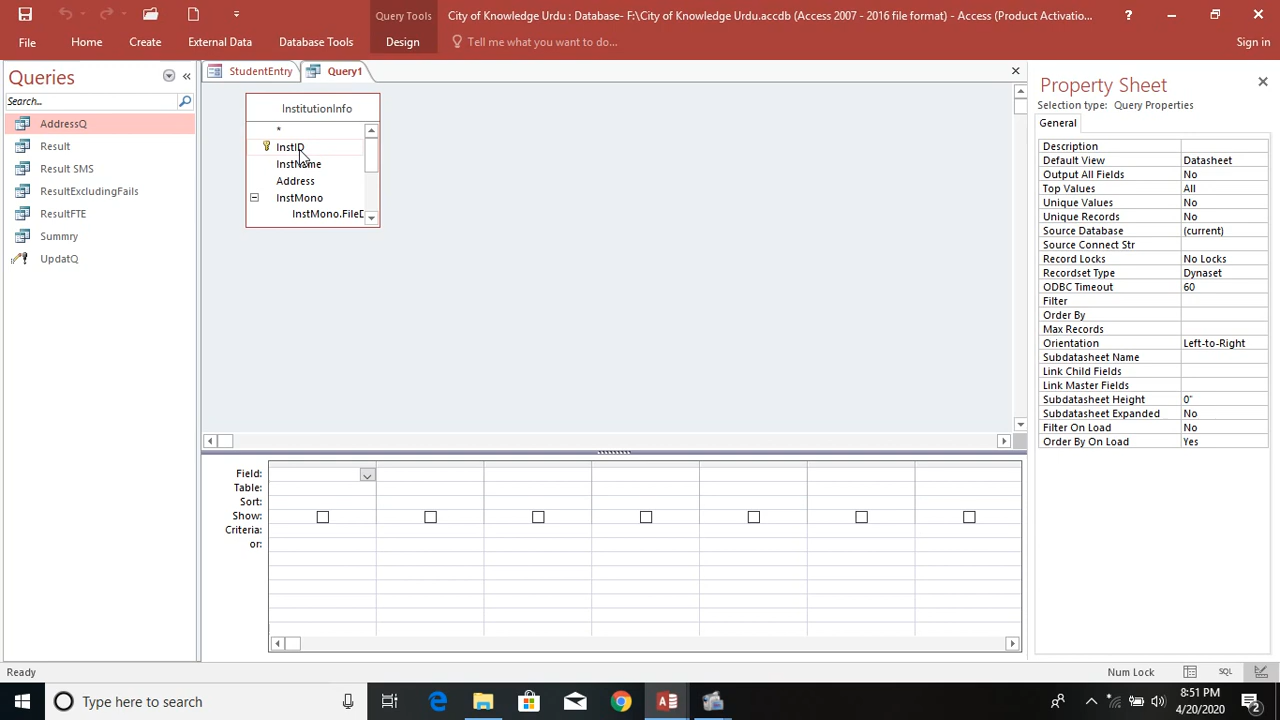 Query Tools
City of Knowledge Urdu : Database- F:\City of Knowledge Urdu.accdb (Access 2007 - 2016 file format) - Access (Product Activatio...
File
Home
Create
External Data
Database Tools
Design
Tell me what you want to do...
Sign in
Queries
Search...
AddressQ
Result
Result SMS
ResultExcludingFails
ResultFTE
Summry
UpdatQ
StudentEntry
Query1
InstitutionInfo
*
InstID
InstName
Address
InstMono
InstMono.FileD
Field:
Table:
Sort:
Show:
Criteria:
or:
Property Sheet
Selection type: Query Properties
General
Description
Default View Datasheet
Output All Fields No
Top Values All
Unique Values No
Unique Records No
Source Database (current)
Source Connect Str
Record Locks No Locks
Recordset Type Dynaset
ODBC Timeout 60
Filter
Order By
Max Records
Orientation Left-to-Right
Subdatasheet Name
Link Child Fields
Link Master Fields
Subdatasheet Height 0"
Subdatasheet Expanded No
Filter On Load No
Order By On Load Yes
Ready
Num Lock
SQL
Type here to search
8:51 PM
4/20/2020
2